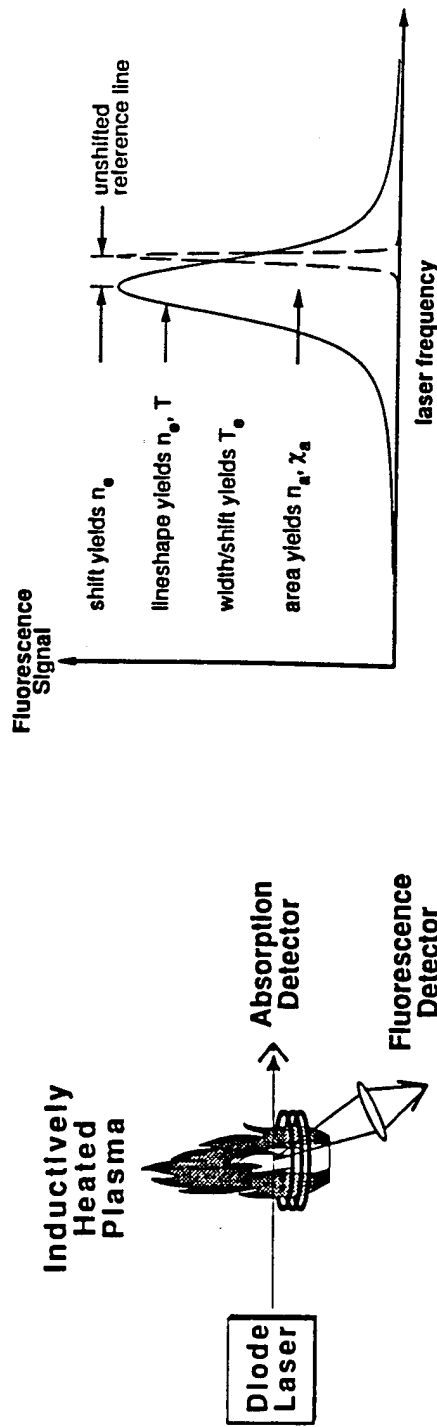 Inductively
Heated
Plasma
Diode
Laser
Absorption
Detector
Fluorescence
Detector
Fluorescence
Signal
shift yields nₑ
lineshape yields nₑ, T
width/shift yields Tₑ
area yields nₐ, χₐ
unshifted
reference line
laser frequency